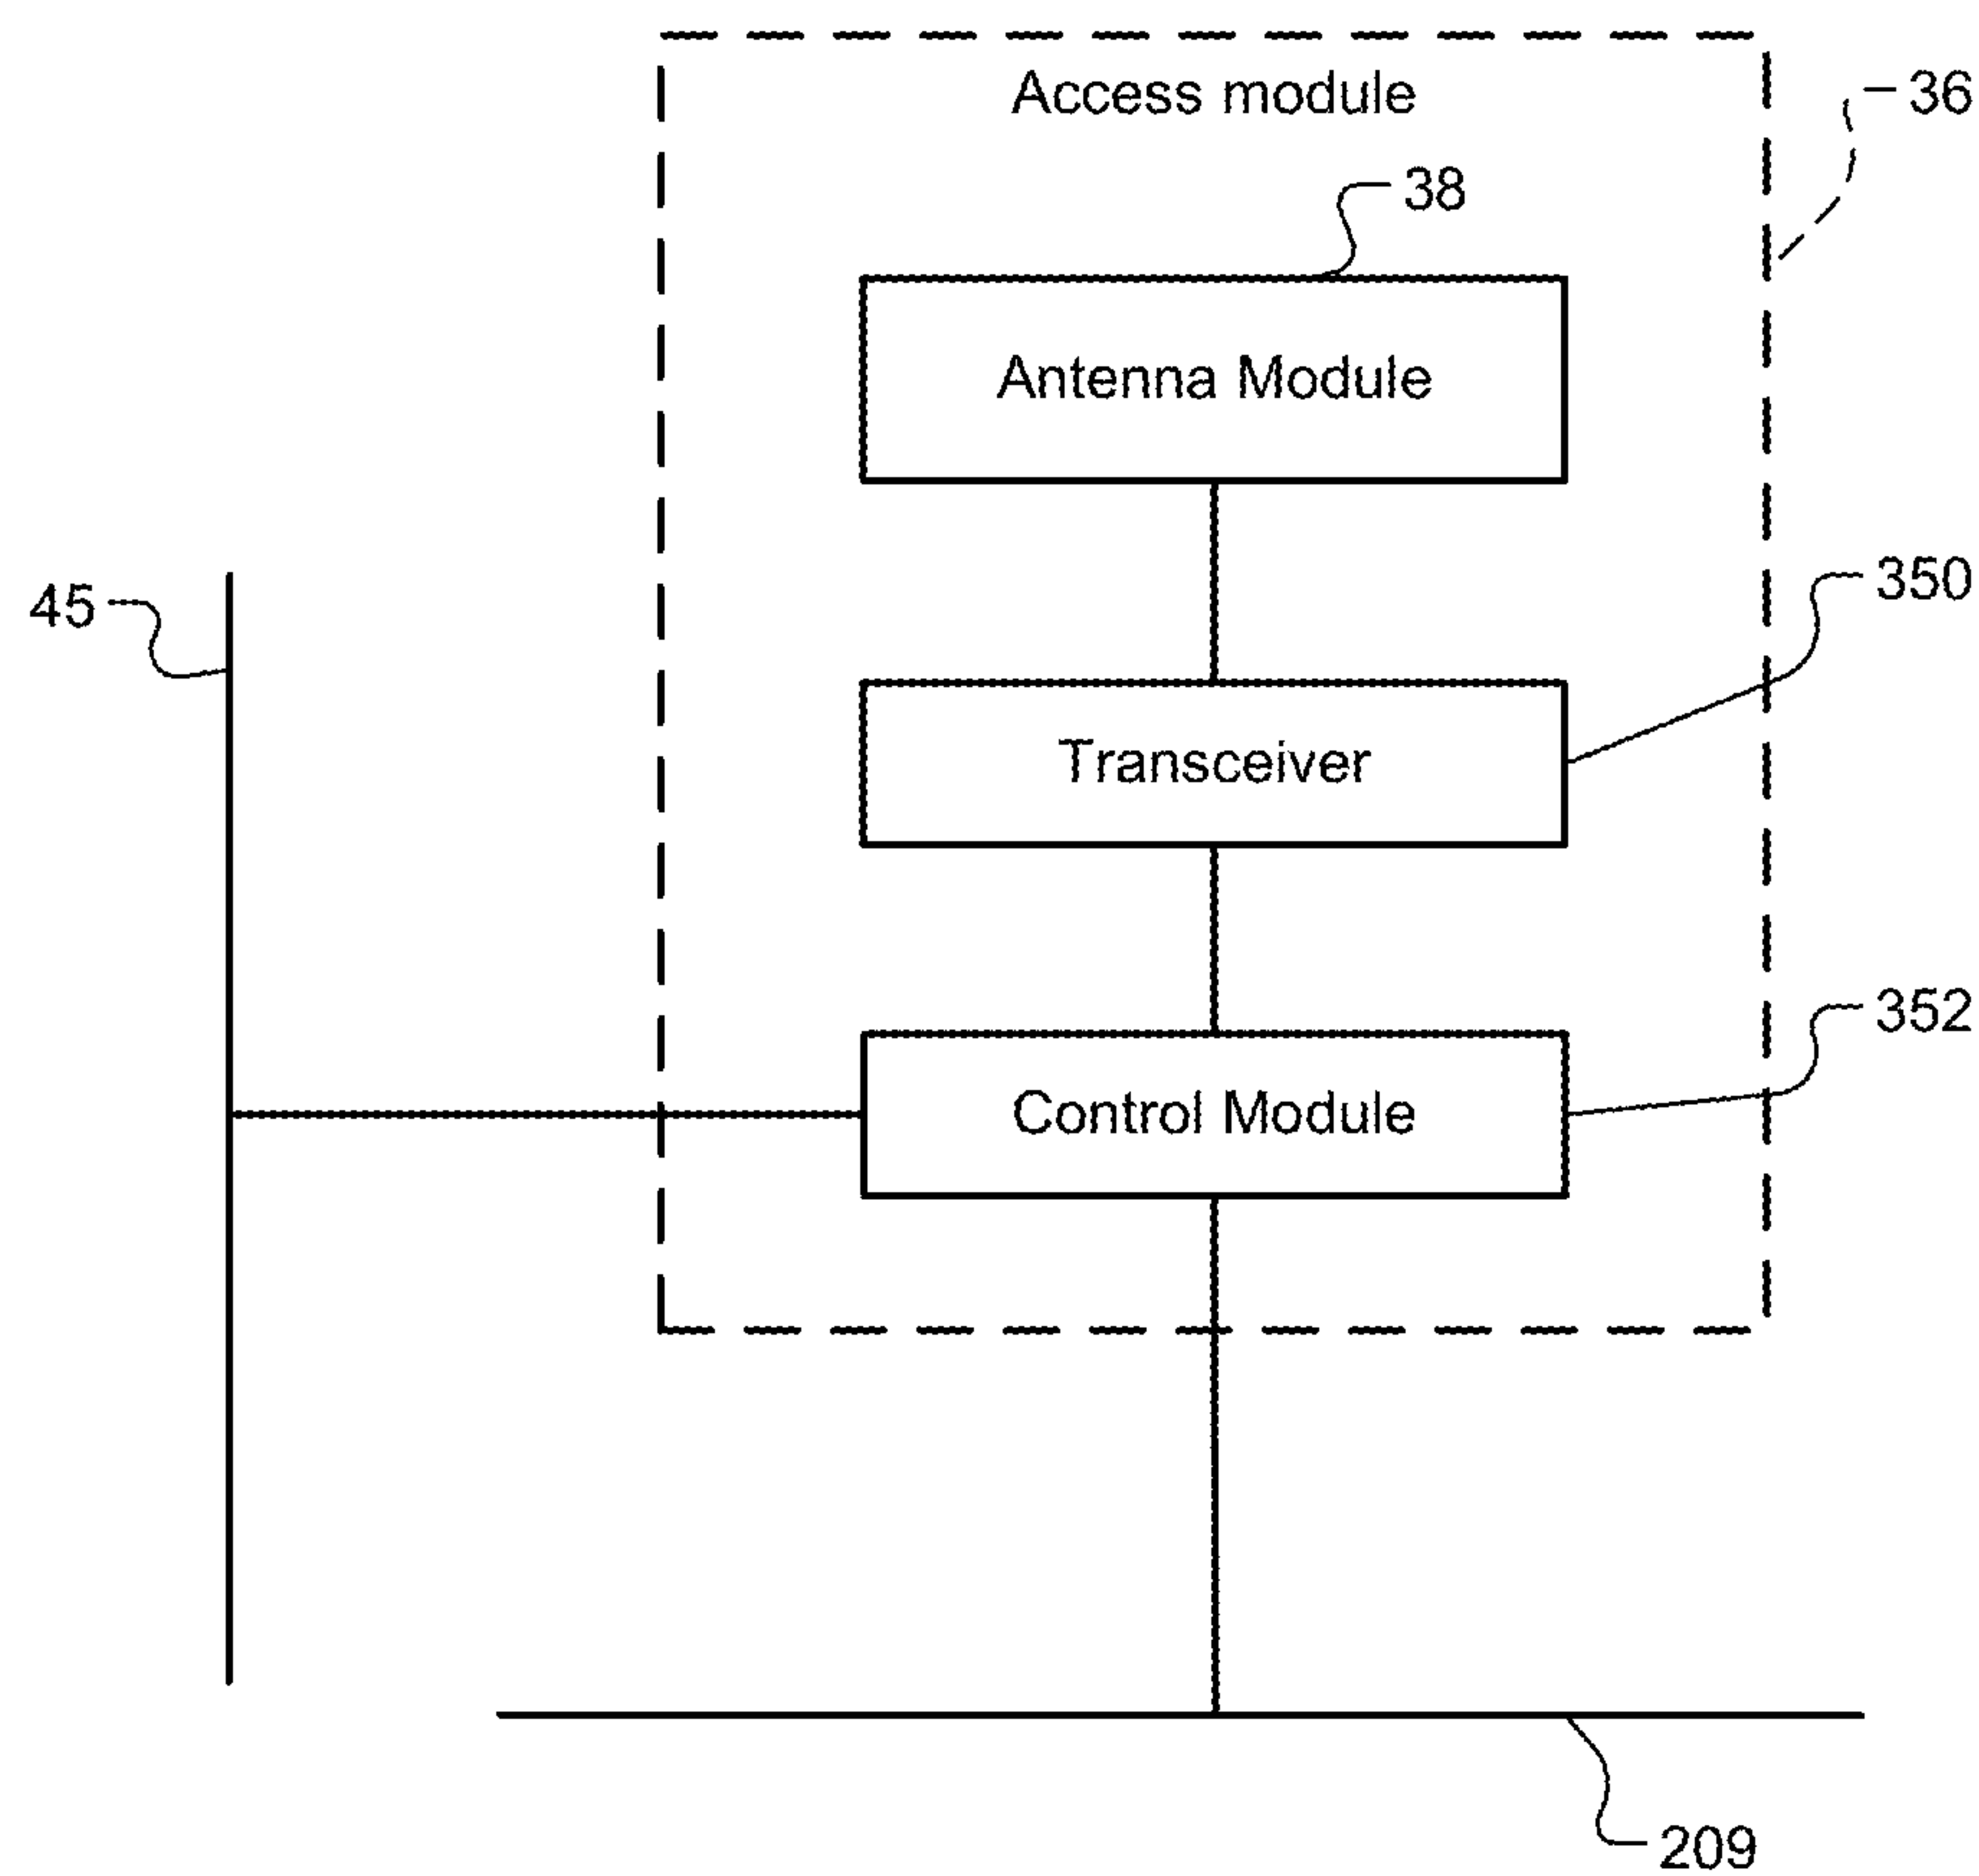 Access module
36
38
Antenna Module
45
350
Transceiver
352
Control Module
209